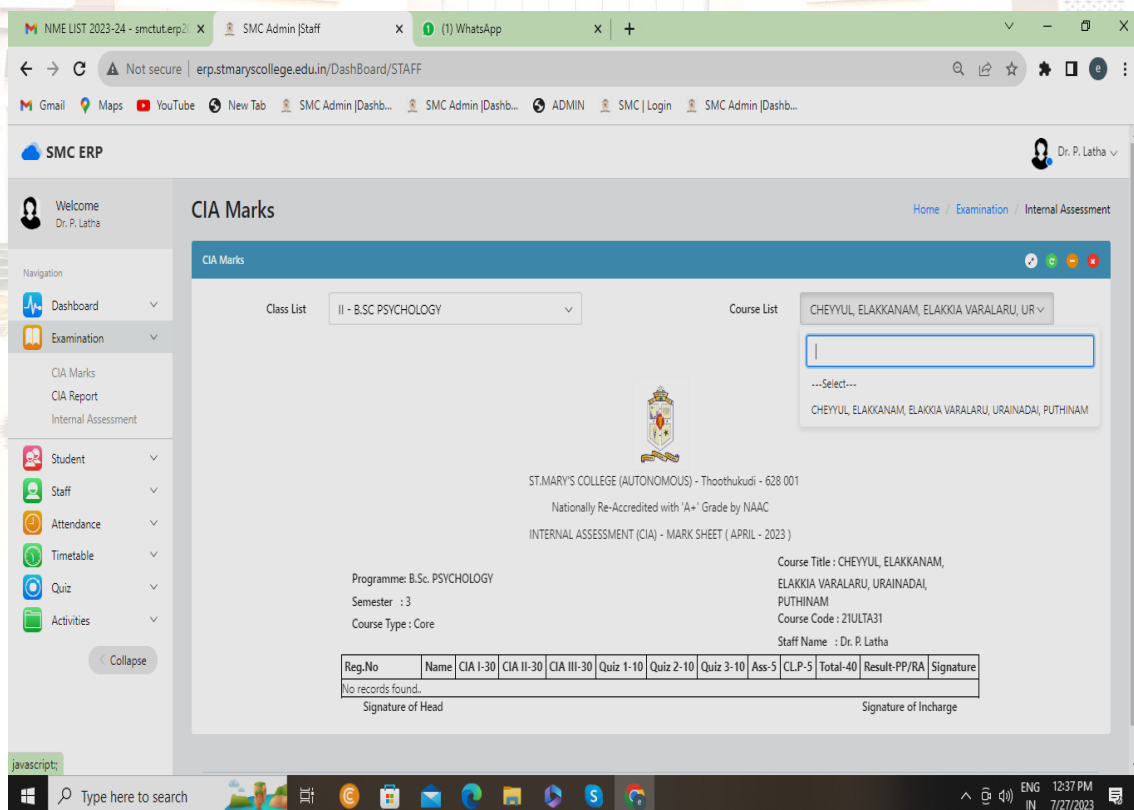 NME LIST 2023-24 - smctut.erp2
SMC Admin |Staff
(1) WhatsApp
Not secure | erp.stmaryscollege.edu.in/DashBoard/STAFF
Gmail Maps YouTube New Tab SMC Admin |Dashb... SMC Admin |Dashb... ADMIN SMC | Login SMC Admin |Dashb...
SMC ERP
Dr. P. Latha
Welcome
Dr. P. Latha
Navigation
Dashboard
Examination
CIA Marks
CIA Report
Internal Assessment
Student
Staff
Attendance
Timetable
Quiz
Activities
Collapse
CIA Marks
Home / Examination / Internal Assessment
CIA Marks
Class List II - B.SC PSYCHOLOGY
Course List CHEYYUL, ELAKKANAM, ELAKKIA VARALARU, UR
---Select---
CHEYYUL, ELAKKANAM, ELAKKIA VARALARU, URAINADAI, PUTHINAM
ST.MARY'S COLLEGE (AUTONOMOUS) - Thoothukudi - 628 001
Nationally Re-Accredited with 'A+' Grade by NAAC
INTERNAL ASSESSMENT (CIA) - MARK SHEET ( APRIL - 2023 )
Programme: B.Sc. PSYCHOLOGY
Semester : 3
Course Type : Core
Course Title : CHEYYUL, ELAKKANAM,
ELAKKIA VARALARU, URAINADAI,
PUTHINAM
Course Code : 21ULTA31
Staff Name : Dr. P. Latha
Reg.No Name CIA I-30 CIA II-30 CIA III-30 Quiz 1-10 Quiz 2-10 Quiz 3-10 Ass-5 CL.P-5 Total-40 Result-PP/RA Signature
No records found..
Signature of Head Signature of Incharge
javascript:;
Type here to search
ENG
IN
12:37 PM
7/27/2023